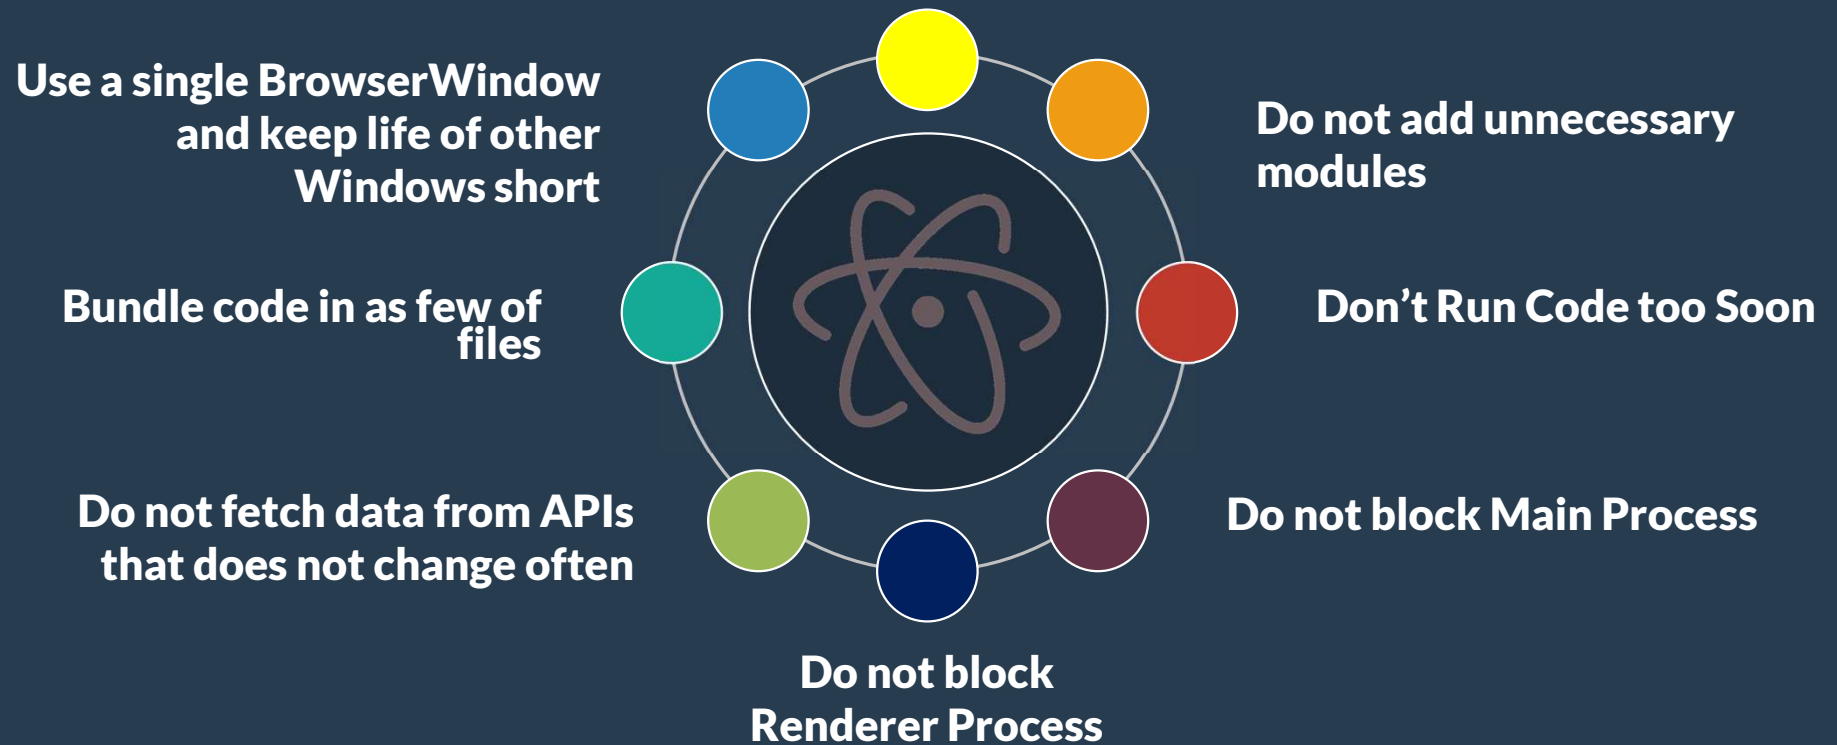 Use a single BrowserWindow
and keep life of other
Windows short
Do not add unnecessary
modules
Bundle code in as few of
files
Don’t Run Code too Soon
Do not fetch data from APIs
that does not change often
Do not block Main Process
Do not block
Renderer Process